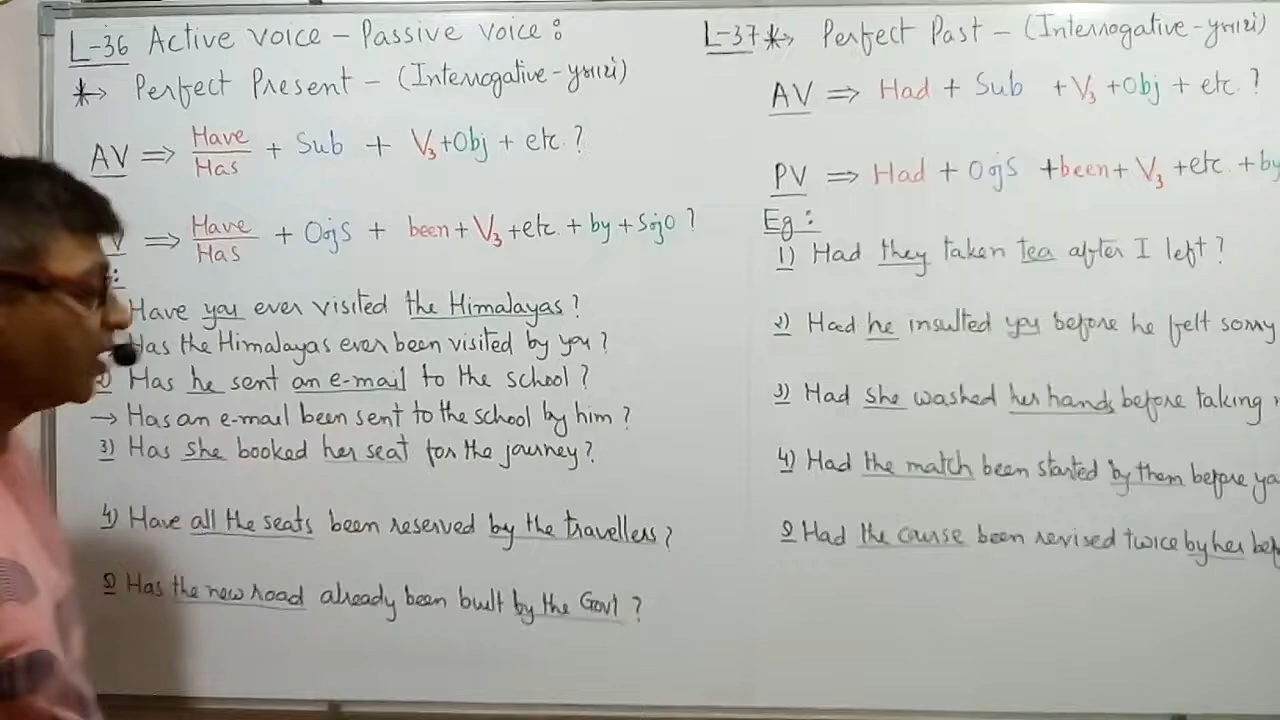 L-36 Active voice - Passive voice :
* → Perfect Present - (Interrogative-
AV ⇒ Have/Has + Sub + V3+Obj + etc. ?
⇒ Have/Has + OjS + been + V3 +etc. + by + SojO ?
Have you ever visited the Himalayas ?
Has the Himalayas ever been visited by you ?
Has he sent an e-mail to the school ?
→ Has an e-mail been sent to the school by him ?
3) Has she booked her seat for the journey ?
4) Have all the seats been reserved by the travellers ?
5) Has the new road already been built by the Govt ?
L-37 * → Perfect Past - (Interrogative-
AV ⇒ Had + Sub + V3 +Obj + etc. ?
PV ⇒ Had + OojS +been+ V3 +etc. +by
Eg :
1) Had they taken tea after I left ?
2) Had he insulted you before he felt sorry
3) Had she washed her hands before taking
4) Had the match been started by them before
5 Had the course been revised twice by her